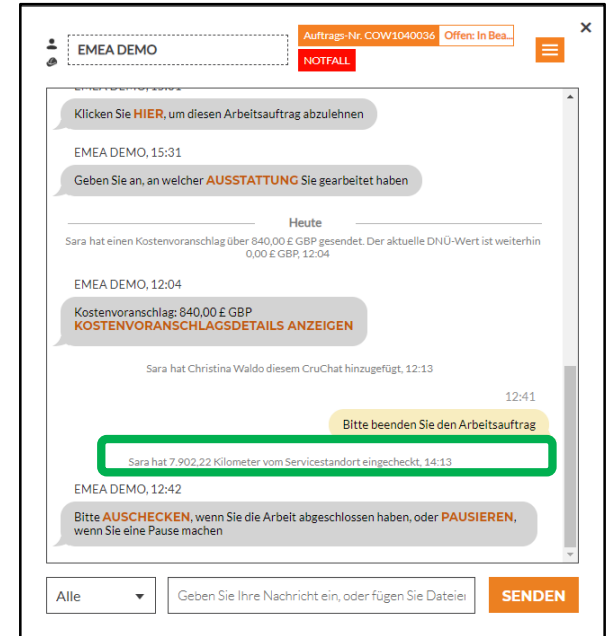 EMEA DEMO
Auftrags-Nr. COW1040036 Offen: In Bea...
NOTFALL
×
Klicken Sie HIER, um diesen Arbeitsauftrag abzulehnen
EMEA DEMO, 15:31
Geben Sie an, an welcher AUSSTATTUNG Sie gearbeitet haben
Heute
Sara hat einen Kostenvoranschlag über 840,00 £ GBP gesendet. Der aktuelle DNÜ-Wert ist weiterhin
0,00 £ GBP, 12:04
EMEA DEMO, 12:04
Kostenvoranschlag: 840,00 £ GBP
KOSTENVORANSCHLAGSDETAILS ANZEIGEN
Sara hat Christina Waldo diesem CruChat hinzugefügt, 12:13
12:41
Bitte beenden Sie den Arbeitsauftrag
Sara hat 7.902,22 Kilometer vom Servicestandort eingecheckt, 14:13
EMEA DEMO, 12:42
Bitte AUSCHECKEN, wenn Sie die Arbeit abgeschlossen haben, oder PAUSIEREN,
wenn Sie eine Pause machen
Alle
Geben Sie Ihre Nachricht ein, oder fügen Sie Dateie
SENDEN